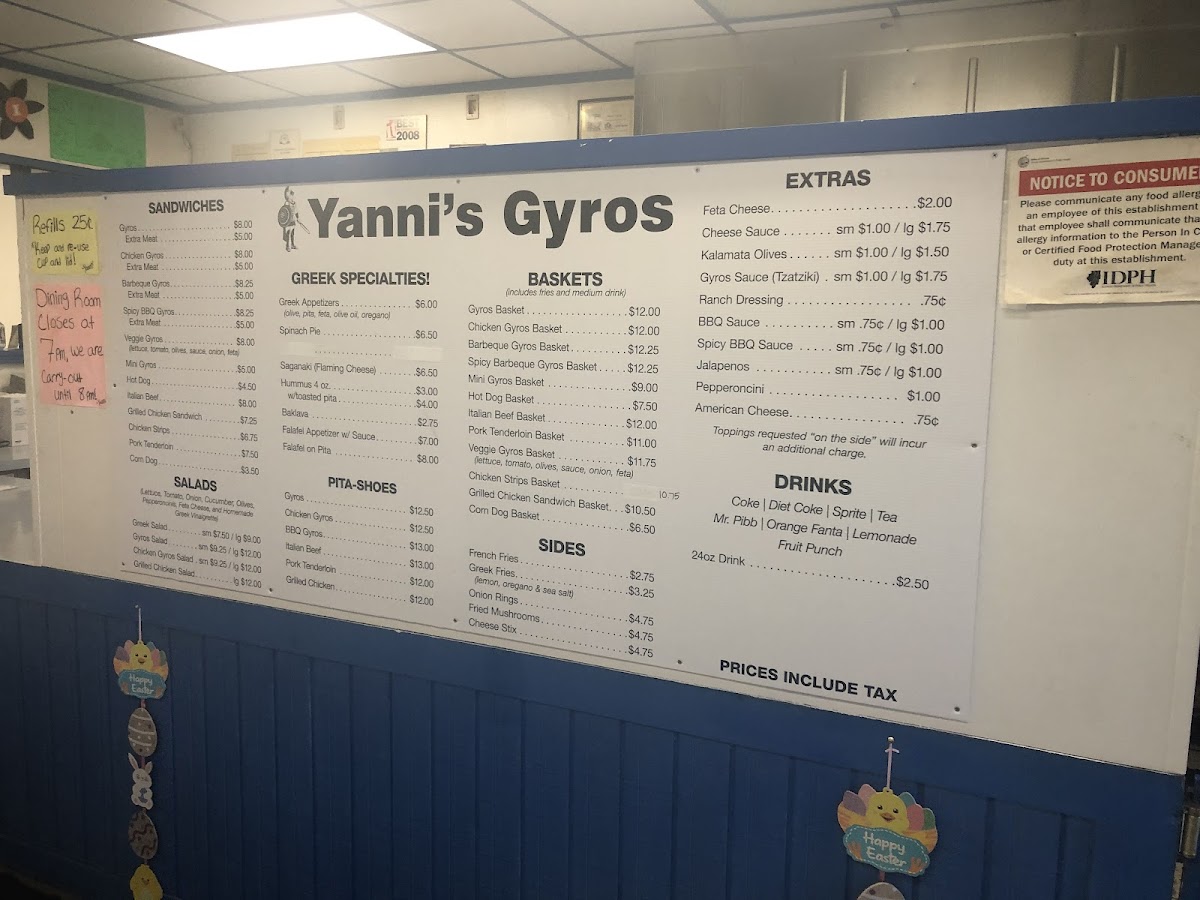 BEST
2008
Refills 25¢
*Keep and re-use
cup and lid!
Dining Room
Closes at
7pm, we are
Carry-out
until 8pm!
Yanni's Gyros
SANDWICHES
Gyros $8.00
Extra Meat $5.00
Chicken Gyros $8.00
Extra Meat $5.00
Barbeque Gyros $8.25
Extra Meat $5.00
Spicy BBQ Gyros $8.25
Extra Meat $5.00
Veggie Gyros $8.00
(lettuce, tomato, olives, sauce, onion, feta)
Mini Gyros $5.00
Hot Dog $4.50
Italian Beef $8.00
Grilled Chicken Sandwich $7.25
Chicken Strips $6.75
Pork Tenderloin $7.50
Corn Dog $3.50
SALADS
(Lettuce, Tomato, Onion, Cucumber, Olives,
Pepperoncinis, Feta Cheese, and Homemade
Greek Vinaigrette)
Greek Salad sm $7.50 / lg $9.00
Gyros Salad sm $9.25 / lg $12.00
Chicken Gyros Salad sm $9.25 / lg $12.00
Grilled Chicken Salad lg $12.00
GREEK SPECIALTIES!
Greek Appetizers $6.00
(olive, pita, feta, olive oil, oregano)
Spinach Pie $6.50
Saganaki (Flaming Cheese) $6.50
Hummus 4 oz. $3.00
w/toasted pita $4.00
Baklava $2.75
Falafel Appetizer w/ Sauce $7.00
Falafel on Pita $8.00
PITA-SHOES
Gyros $12.50
Chicken Gyros $12.50
BBQ Gyros $13.00
Italian Beef $13.00
Pork Tenderloin $12.00
Grilled Chicken $12.00
BASKETS
(includes fries and medium drink)
Gyros Basket $12.00
Chicken Gyros Basket $12.00
Barbeque Gyros Basket $12.25
Spicy Barbeque Gyros Basket $12.25
Mini Gyros Basket $9.00
Hot Dog Basket $7.50
Italian Beef Basket $12.00
Pork Tenderloin Basket $11.00
Veggie Gyros Basket $11.75
(lettuce, tomato, olives, sauce, onion, feta)
Chicken Strips Basket 10.75
Grilled Chicken Sandwich Basket $10.50
Corn Dog Basket $6.50
SIDES
French Fries $2.75
Greek Fries $3.25
(lemon, oregano & sea salt)
Onion Rings $4.75
Fried Mushrooms $4.75
Cheese Stix $4.75
EXTRAS
Feta Cheese $2.00
Cheese Sauce sm $1.00 / lg $1.75
Kalamata Olives sm $1.00 / lg $1.50
Gyros Sauce (Tzatziki) sm $1.00 / lg $1.75
Ranch Dressing .75¢
BBQ Sauce sm .75¢ / lg $1.00
Spicy BBQ Sauce sm .75¢ / lg $1.00
Jalapenos sm .75¢ / lg $1.00
Pepperoncini $1.00
American Cheese .75¢
Toppings requested "on the side" will incur
an additional charge.
DRINKS
Coke | Diet Coke | Sprite | Tea
Mr. Pibb | Orange Fanta | Lemonade
Fruit Punch
24oz Drink $2.50
PRICES INCLUDE TAX
NOTICE TO CONSUME
Please communicate any food allerg
an employee of this establishment
that employee shall communicate tha
allergy information to the Person In C
or Certified Food Protection Manage
duty at this establishment.
IDPH
Happy
Easter
Happy
Easter